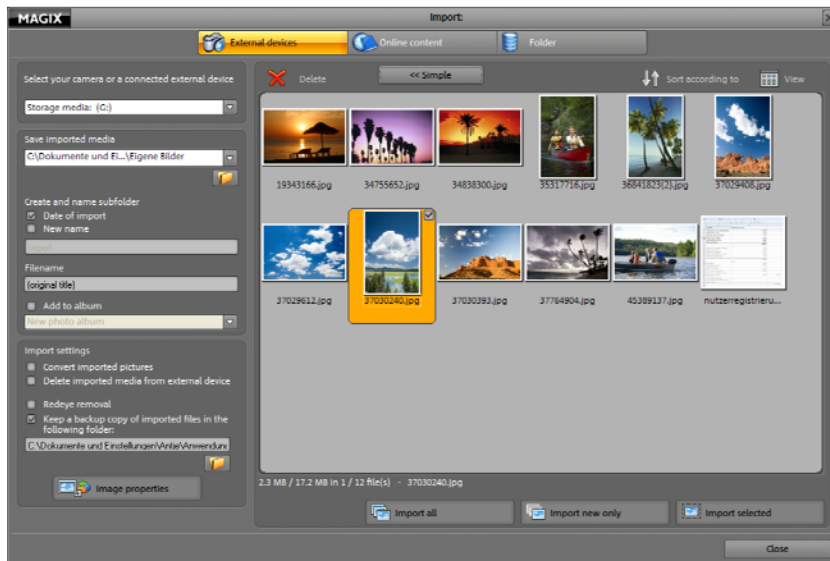 MAGIX
Import:
External devices
Online content
Folder
Select your camera or a connected external device
Storage media: (G:)
Save imported media
C:\Dokumente und Ei...\Eigene Bilder
Create and name subfolder
Date of import
New name
Import
Filename
(original title)
Add to album
New photo album
Import settings
Convert imported pictures
Delete imported media from external device
Redeye removal
Keep a backup copy of imported files in the
following folder:
C:\Dokumente und Einstellungen\Antje\Anwendun
Image properties
Delete
<< Simple
Sort according to
View
19343166.jpg
34755652.jpg
34838300.jpg
35317716.jpg
36841823(2).jpg
37029408.jpg
37029612.jpg
37030240.jpg
37030393.jpg
37764904.jpg
45389137.jpg
nutzerregistrieru...
2.3 MB / 17.2 MB in 1 / 12 file(s) - 37030240.jpg
Import all
Import new only
Import selected
Close